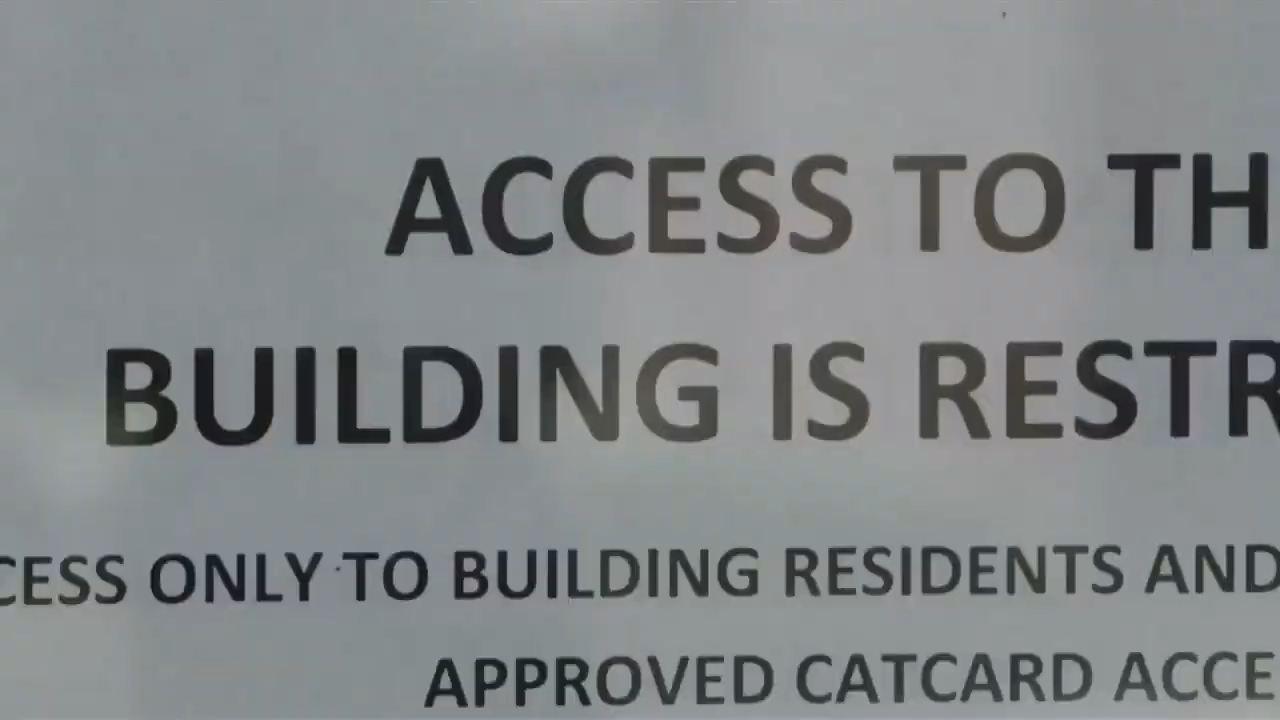 ACCESS TO TH
BUILDING IS RESTR
CESS ONLY TO BUILDING RESIDENTS AND
APPROVED CATCARD ACCE